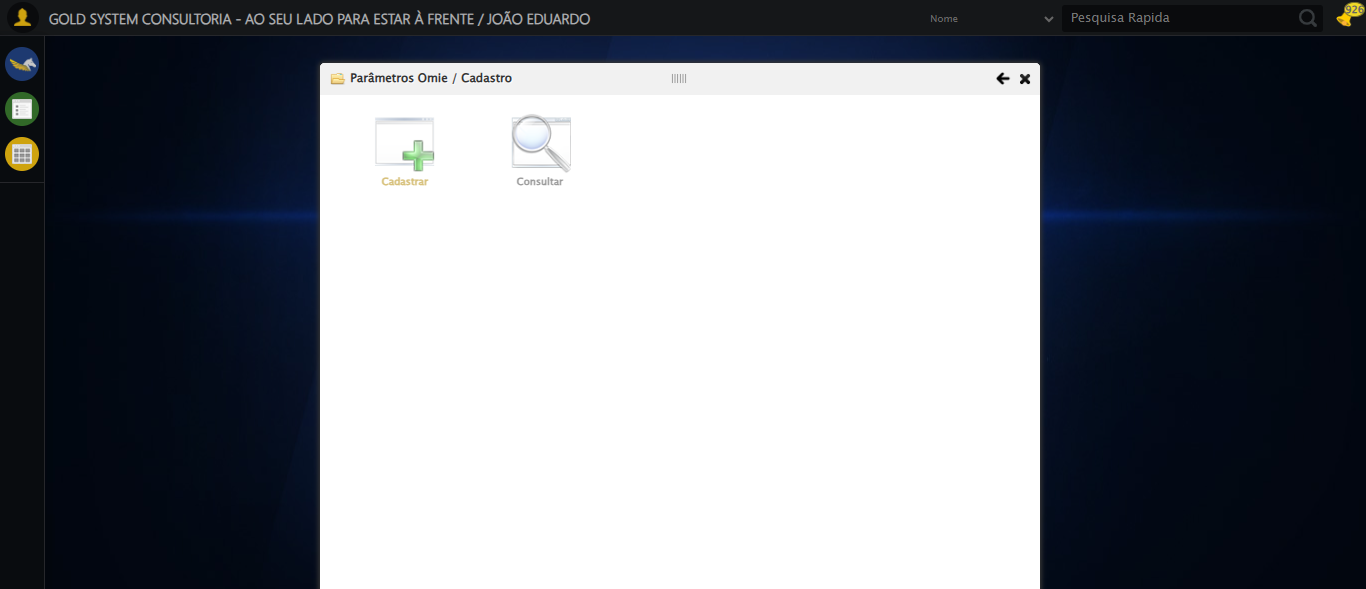 GOLD SYSTEM CONSULTORIA - AO SEU LADO PARA ESTAR À FRENTE / JOÃO EDUARDO
Nome
Pesquisa Rapida
926
Parâmetros Omie / Cadastro
Cadastrar
Consultar